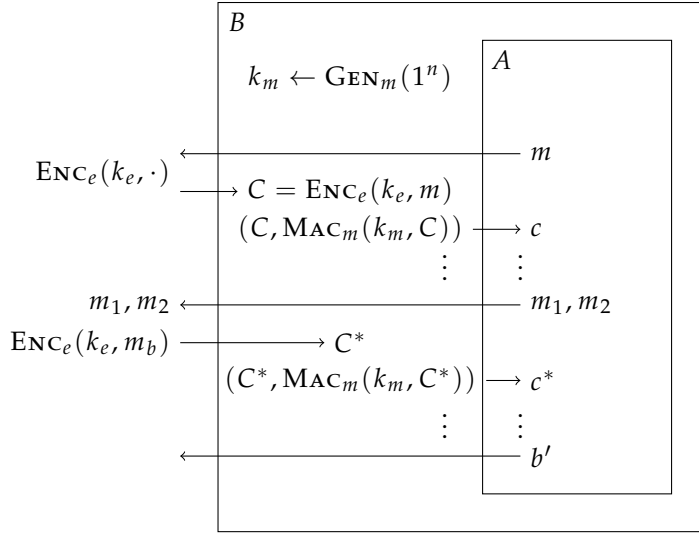 B
A
k_m ← GEN_m(1^n)
m
ENC_e(k_e, ·)
C = ENC_e(k_e, m)
(C, MAC_m(k_m, C))
c
⋮ ⋮
m_1, m_2
m_1, m_2
ENC_e(k_e, m_b)
C*
(C*, MAC_m(k_m, C*))
c*
⋮ ⋮
b′